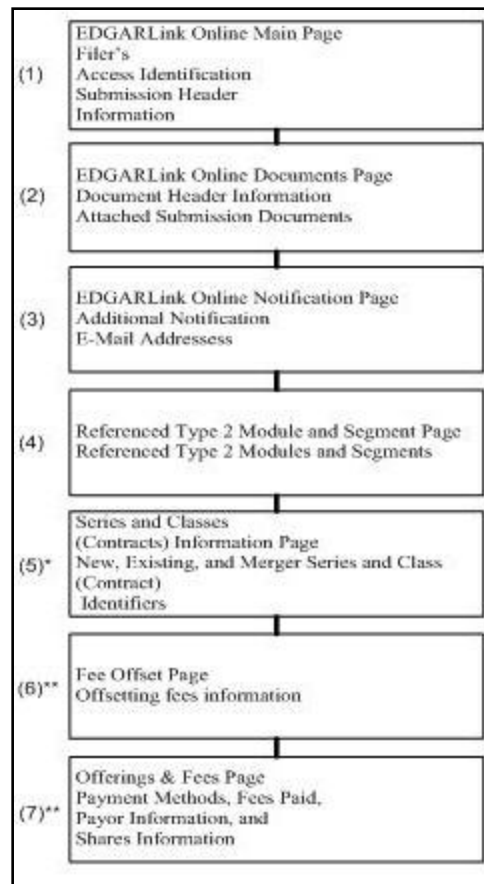 (1)
EDGARLink Online Main Page
Filer's
Access Identification
Submission Header
Information
(2)
EDGARLink Online Documents Page
Document Header Information
Attached Submission Documents
(3)
EDGARLink Online Notification Page
Additional Notification
E-Mail Addressess
(4)
Referenced Type 2 Module and Segment Page
Referenced Type 2 Modules and Segments
(5)*
Series and Classes
(Contracts) Information Page
New, Existing, and Merger Series and Class
(Contract)
Identifiers
(6)**
Fee Offset Page
Offsetting fees information
(7)**
Offerings & Fees Page
Payment Methods, Fees Paid,
Payor Information, and
Shares Information